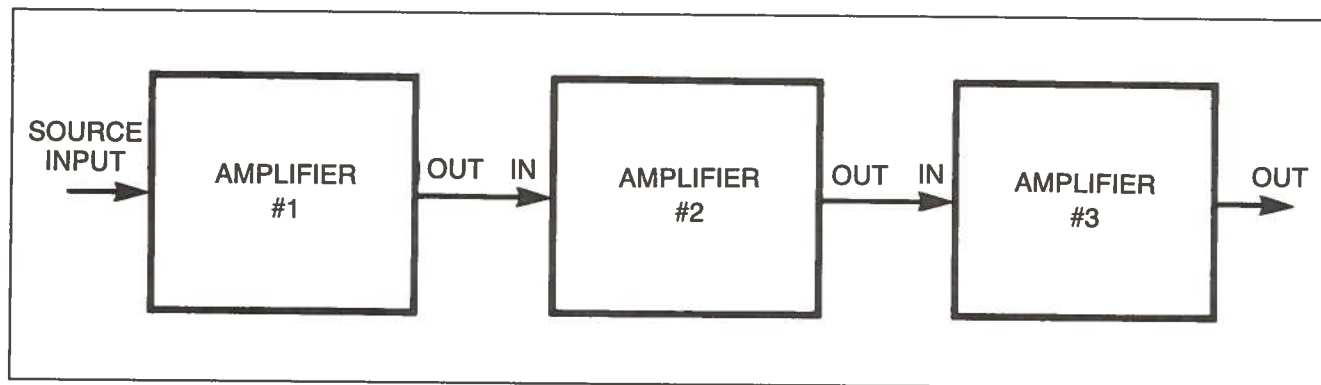 SOURCE
INPUT
AMPLIFIER
#1
OUT IN
AMPLIFIER
#2
OUT IN
AMPLIFIER
#3
OUT